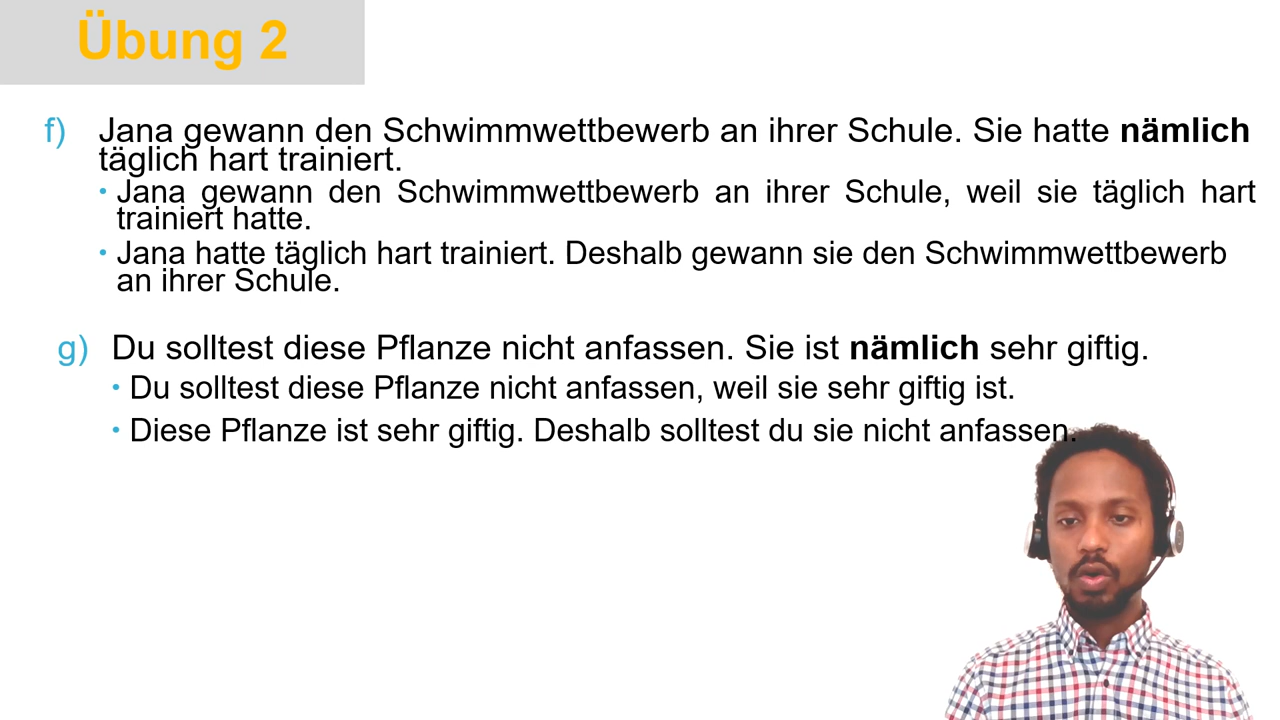 Übung 2
f) Jana gewann den Schwimmwettbewerb an ihrer Schule. Sie hatte nämlich
täglich hart trainiert.
• Jana gewann den Schwimmwettbewerb an ihrer Schule, weil sie täglich hart
trainiert hatte.
• Jana hatte täglich hart trainiert. Deshalb gewann sie den Schwimmwettbewerb
an ihrer Schule.
g) Du solltest diese Pflanze nicht anfassen. Sie ist nämlich sehr giftig.
• Du solltest diese Pflanze nicht anfassen, weil sie sehr giftig ist.
• Diese Pflanze ist sehr giftig. Deshalb solltest du sie nicht anfassen.